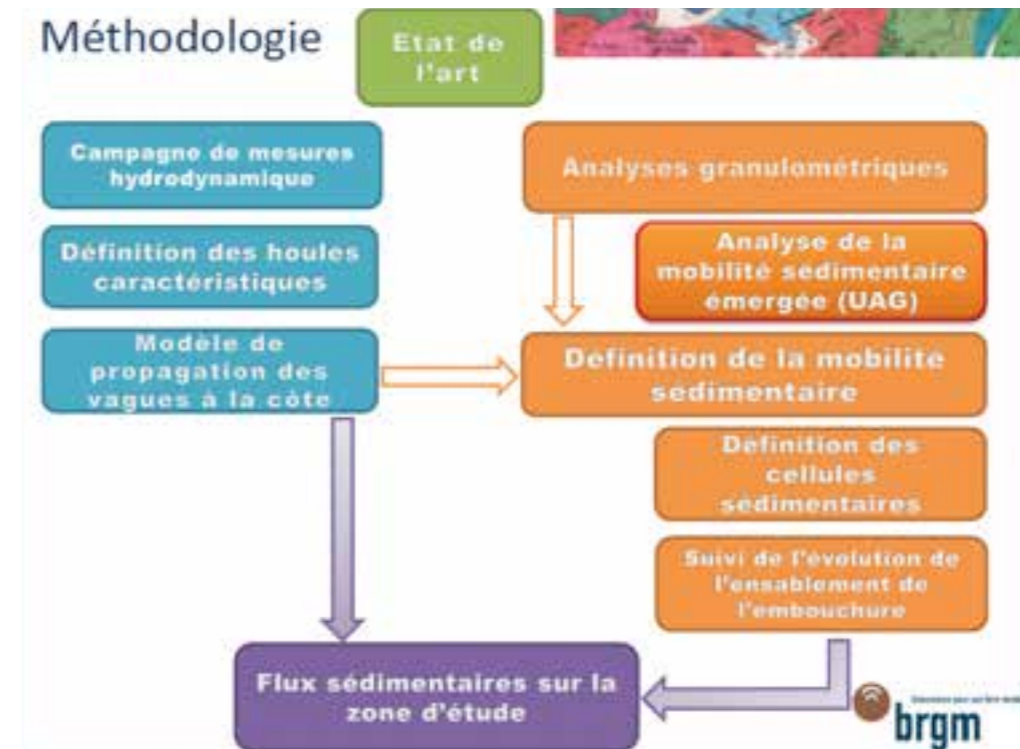 Méthodologie
Etat de
l'art
Campagne de mesures
hydrodynamique
Définition des houles
caractéristiques
Modèle de
propagation des
vagues à la côte
Analyses granulométriques
Analyse de la
mobilité sédimentaire
émergée (UAG)
Définition de la mobilité
sédimentaire
Définition des
cellules
sédimentaires
Suivi de l'évolution de
l'ensablement de
l'embouchure
Flux sédimentaires sur la
zone d'étude
brgm